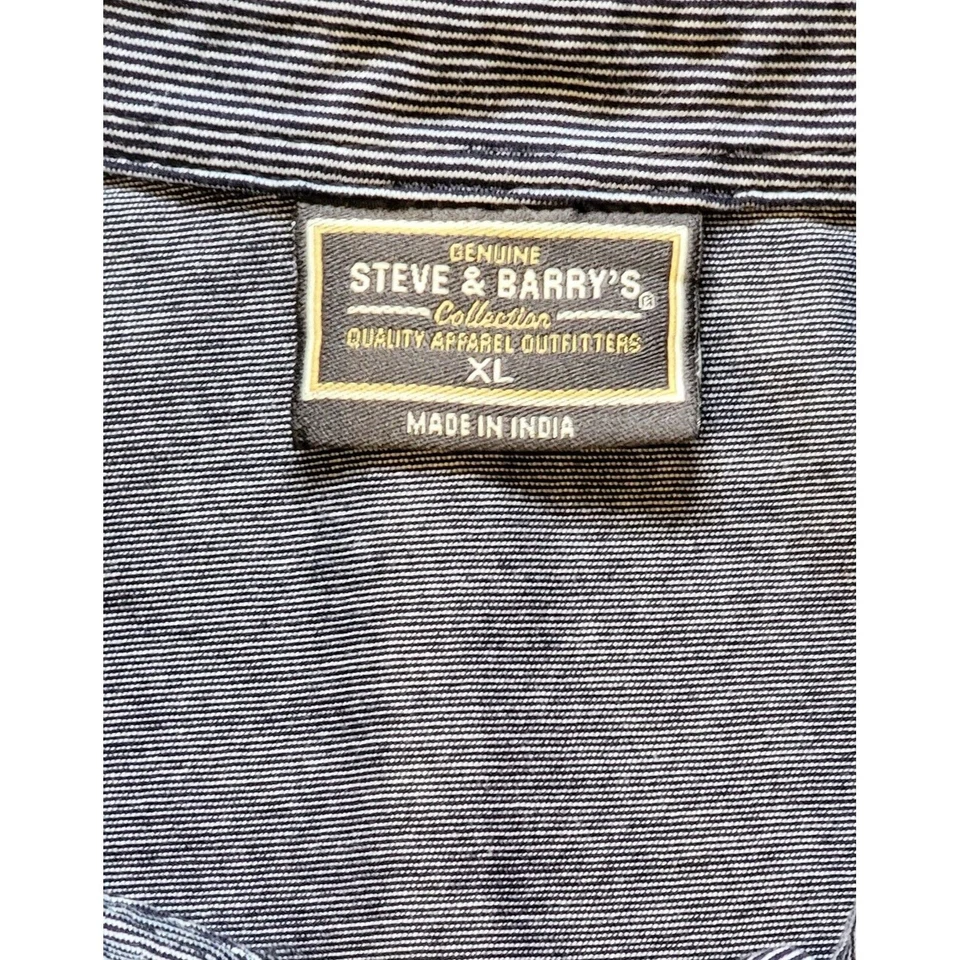 GENUINE
STEVE & BARRY'S®
Collection
QUALITY APPAREL OUTFITTERS
XL
MADE IN INDIA